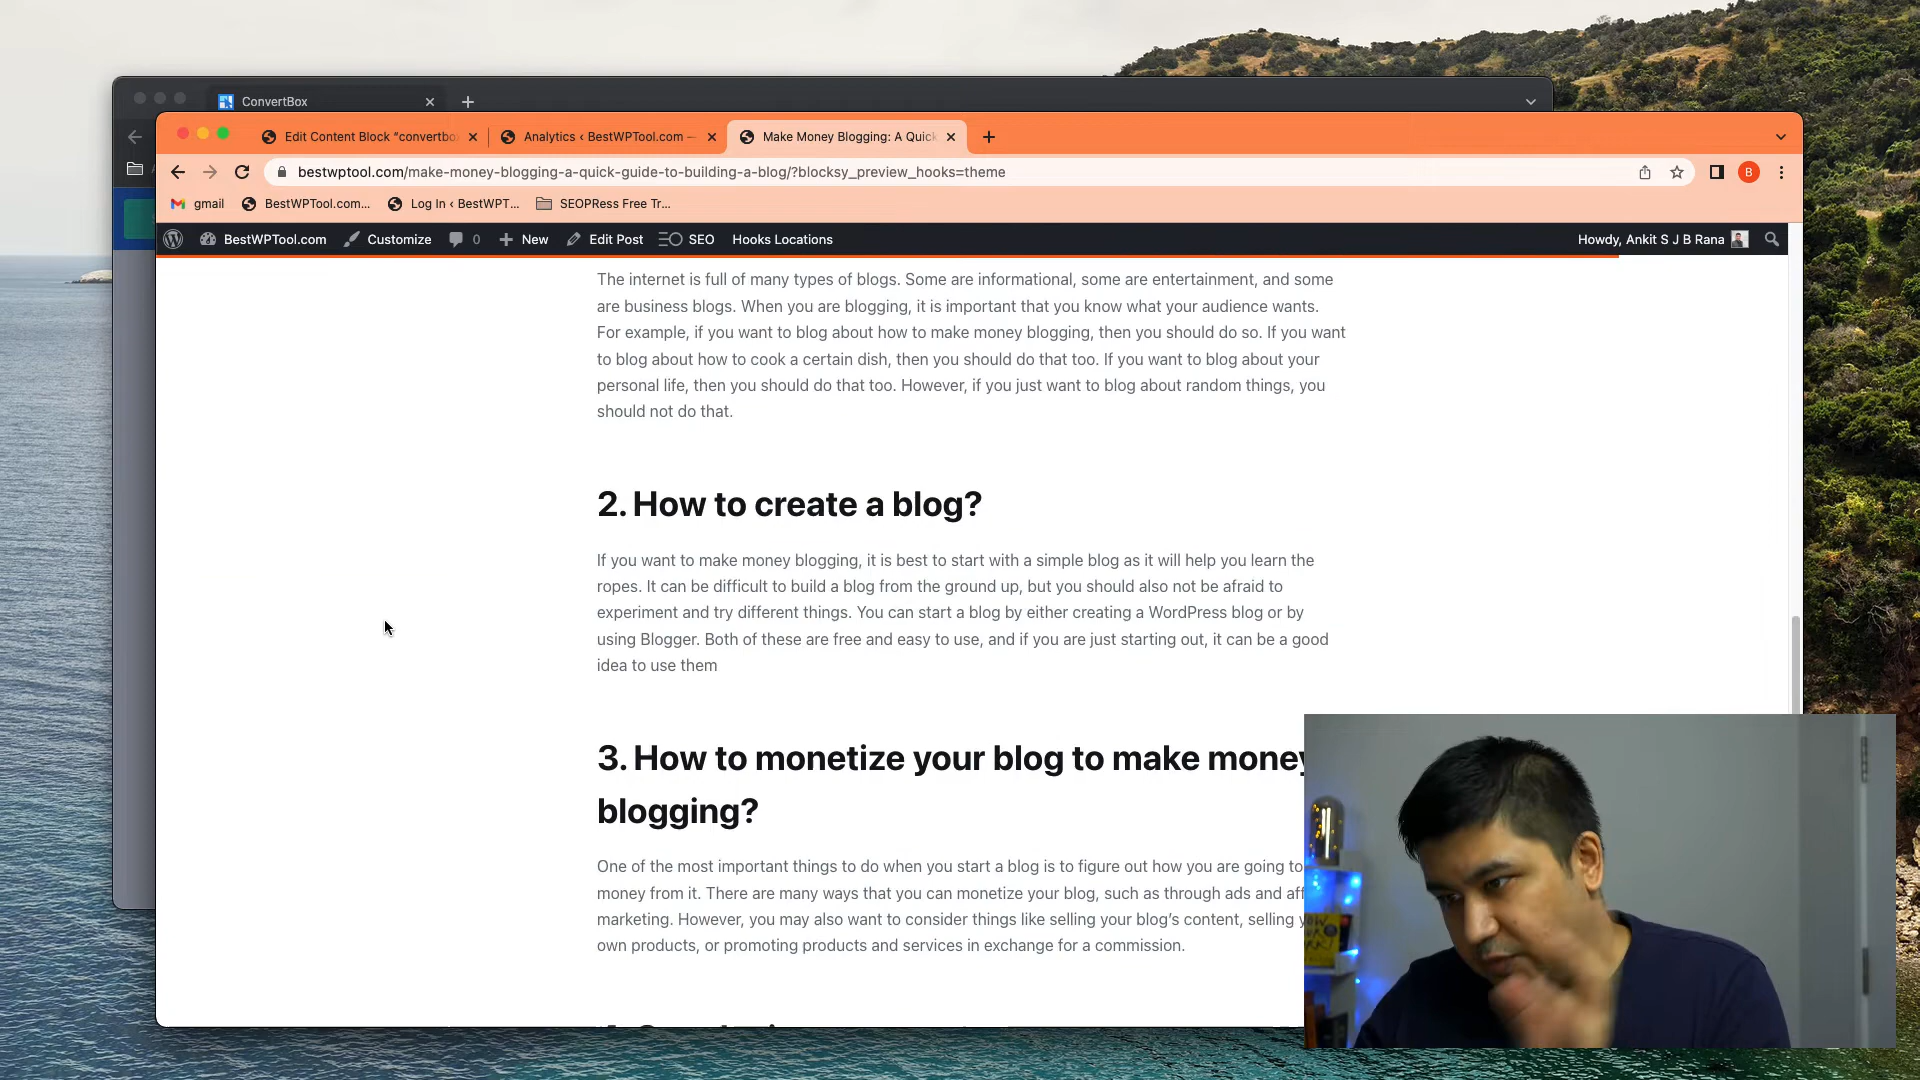 ConvertBox
Edit Content Block “convertbo
Analytics ‹ BestWPTool.com —
Make Money Blogging: A Quick
bestwptool.com/make-money-blogging-a-quick-guide-to-building-a-blog/?blocksy_preview_hooks=theme
B
gmail
BestWPTool.com...
Log In ‹ BestWPT...
SEOPRess Free Tr...
BestWPTool.com
Customize
0
New
Edit Post
SEO
Hooks Locations
Howdy, Ankit S J B Rana
The internet is full of many types of blogs. Some are informational, some are entertainment, and some
are business blogs. When you are blogging, it is important that you know what your audience wants.
For example, if you want to blog about how to make money blogging, then you should do so. If you want
to blog about how to cook a certain dish, then you should do that too. If you want to blog about your
personal life, then you should do that too. However, if you just want to blog about random things, you
should not do that.
2. How to create a blog?
If you want to make money blogging, it is best to start with a simple blog as it will help you learn the
ropes. It can be difficult to build a blog from the ground up, but you should also not be afraid to
experiment and try different things. You can start a blog by either creating a WordPress blog or by
using Blogger. Both of these are free and easy to use, and if you are just starting out, it can be a good
idea to use them
3. How to monetize your blog to make money
blogging?
One of the most important things to do when you start a blog is to figure out how you are going to
money from it. There are many ways that you can monetize your blog, such as through ads and aff
marketing. However, you may also want to consider things like selling your blog’s content, selling y
own products, or promoting products and services in exchange for a commission.